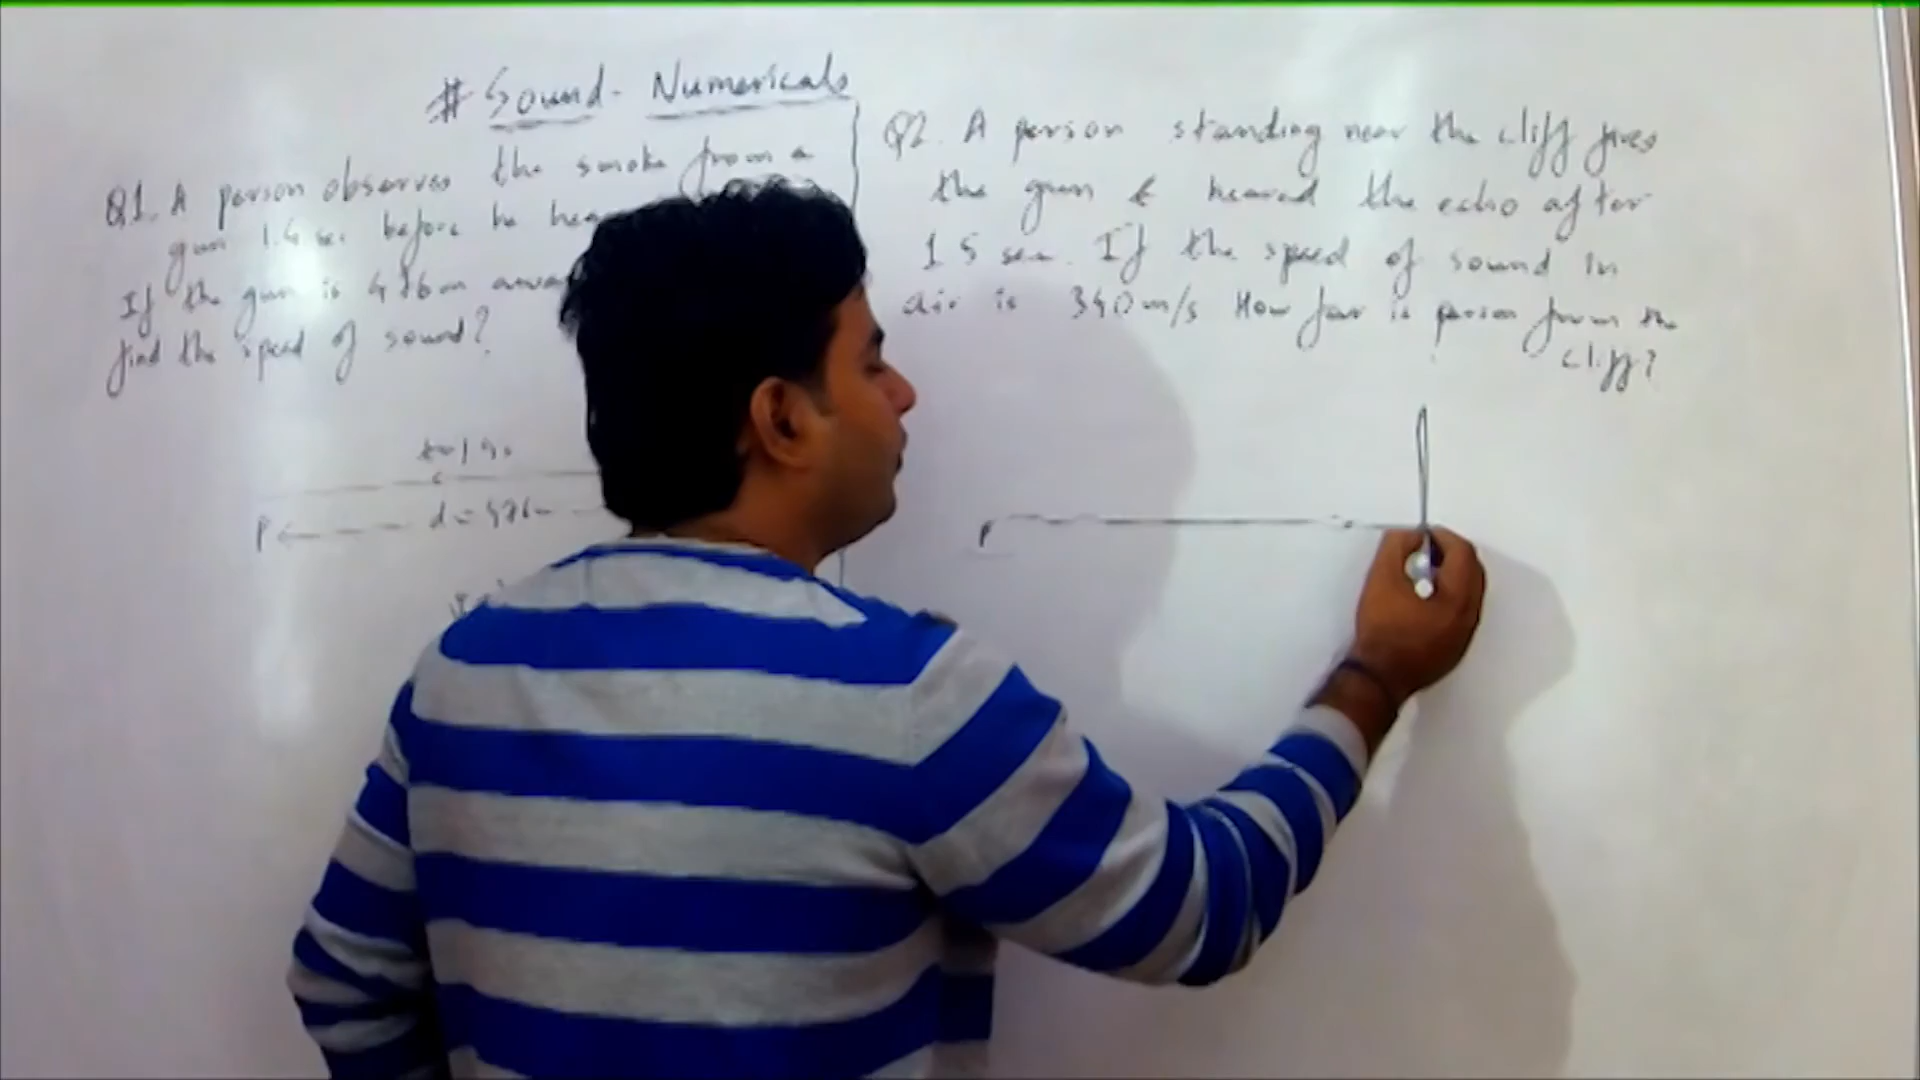 # Sound - Numericals
Q1. A person observes the smoke from a
gun 1.4 sec before he hea
If the gun is 476m away
find the speed of sound?
t=1.4s
P d = 476m
Q2. A person standing near the cliff fires
the gun & heared the echo after
1.5 sec. If the speed of sound in
air is 340m/s How far is person from the
cliff?
P